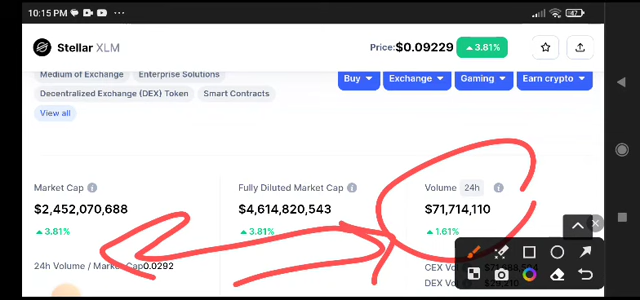 10:15 PM
47
Stellar XLM
Price: $0.09229 3.81%
Medium of Exchange Enterprise Solutions
Decentralized Exchange (DEX) Token Smart Contracts
View all
Buy Exchange Gaming Earn crypto
Market Cap Fully Diluted Market Cap Volume 24h
$2,452,070,688 $4,614,820,543 $71,714,110
3.81% 3.81% 1.61%
24h Volume / Market Cap 0.0292
CEX Vol
DEX Vol